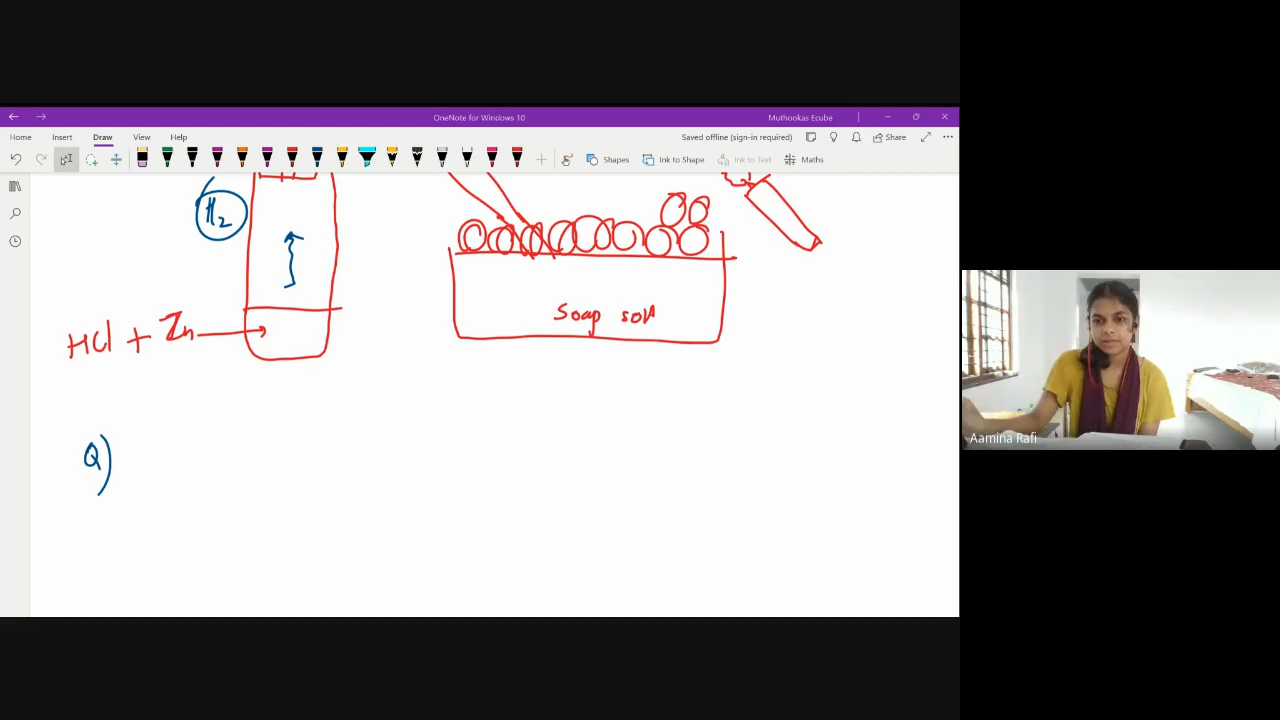 OneNote for Windows 10
Muthookas Ecube
Home Insert Draw View Help
Saved offline (sign-in required)
Share
Shapes
Ink to Shape
Ink to Text
Maths
H2
Soap soln
HCl + Zn
Q)
Aamina Rafi